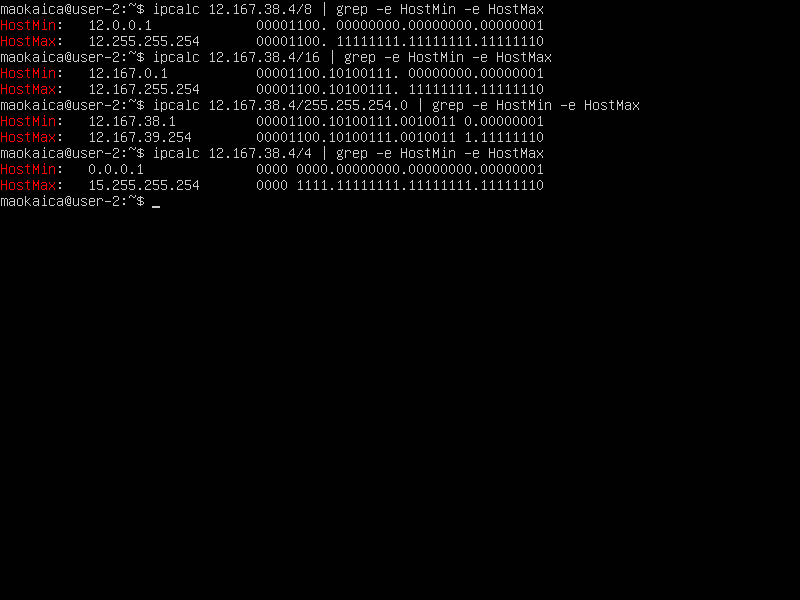 maokaica@user-2:~$ ipcalc 12.167.38.4/8 | grep -e HostMin -e HostMax
HostMin:   12.0.0.1             00001100. 00000000.00000000.00000001
HostMax:   12.255.255.254       00001100. 11111111.11111111.11111110
maokaica@user-2:~$ ipcalc 12.167.38.4/16 | grep -e HostMin -e HostMax
HostMin:   12.167.0.1           00001100.10100111. 00000000.00000001
HostMax:   12.167.255.254       00001100.10100111. 11111111.11111110
maokaica@user-2:~$ ipcalc 12.167.38.4/255.255.254.0 | grep -e HostMin -e HostMax
HostMin:   12.167.38.1          00001100.10100111.0010011 0.00000001
HostMax:   12.167.39.254        00001100.10100111.0010011 1.11111110
maokaica@user-2:~$ ipcalc 12.167.38.4/4 | grep -e HostMin -e HostMax
HostMin:   0.0.0.1              0000 0000.00000000.00000000.00000001
HostMax:   15.255.255.254       0000 1111.11111111.11111111.11111110
maokaica@user-2:~$ _